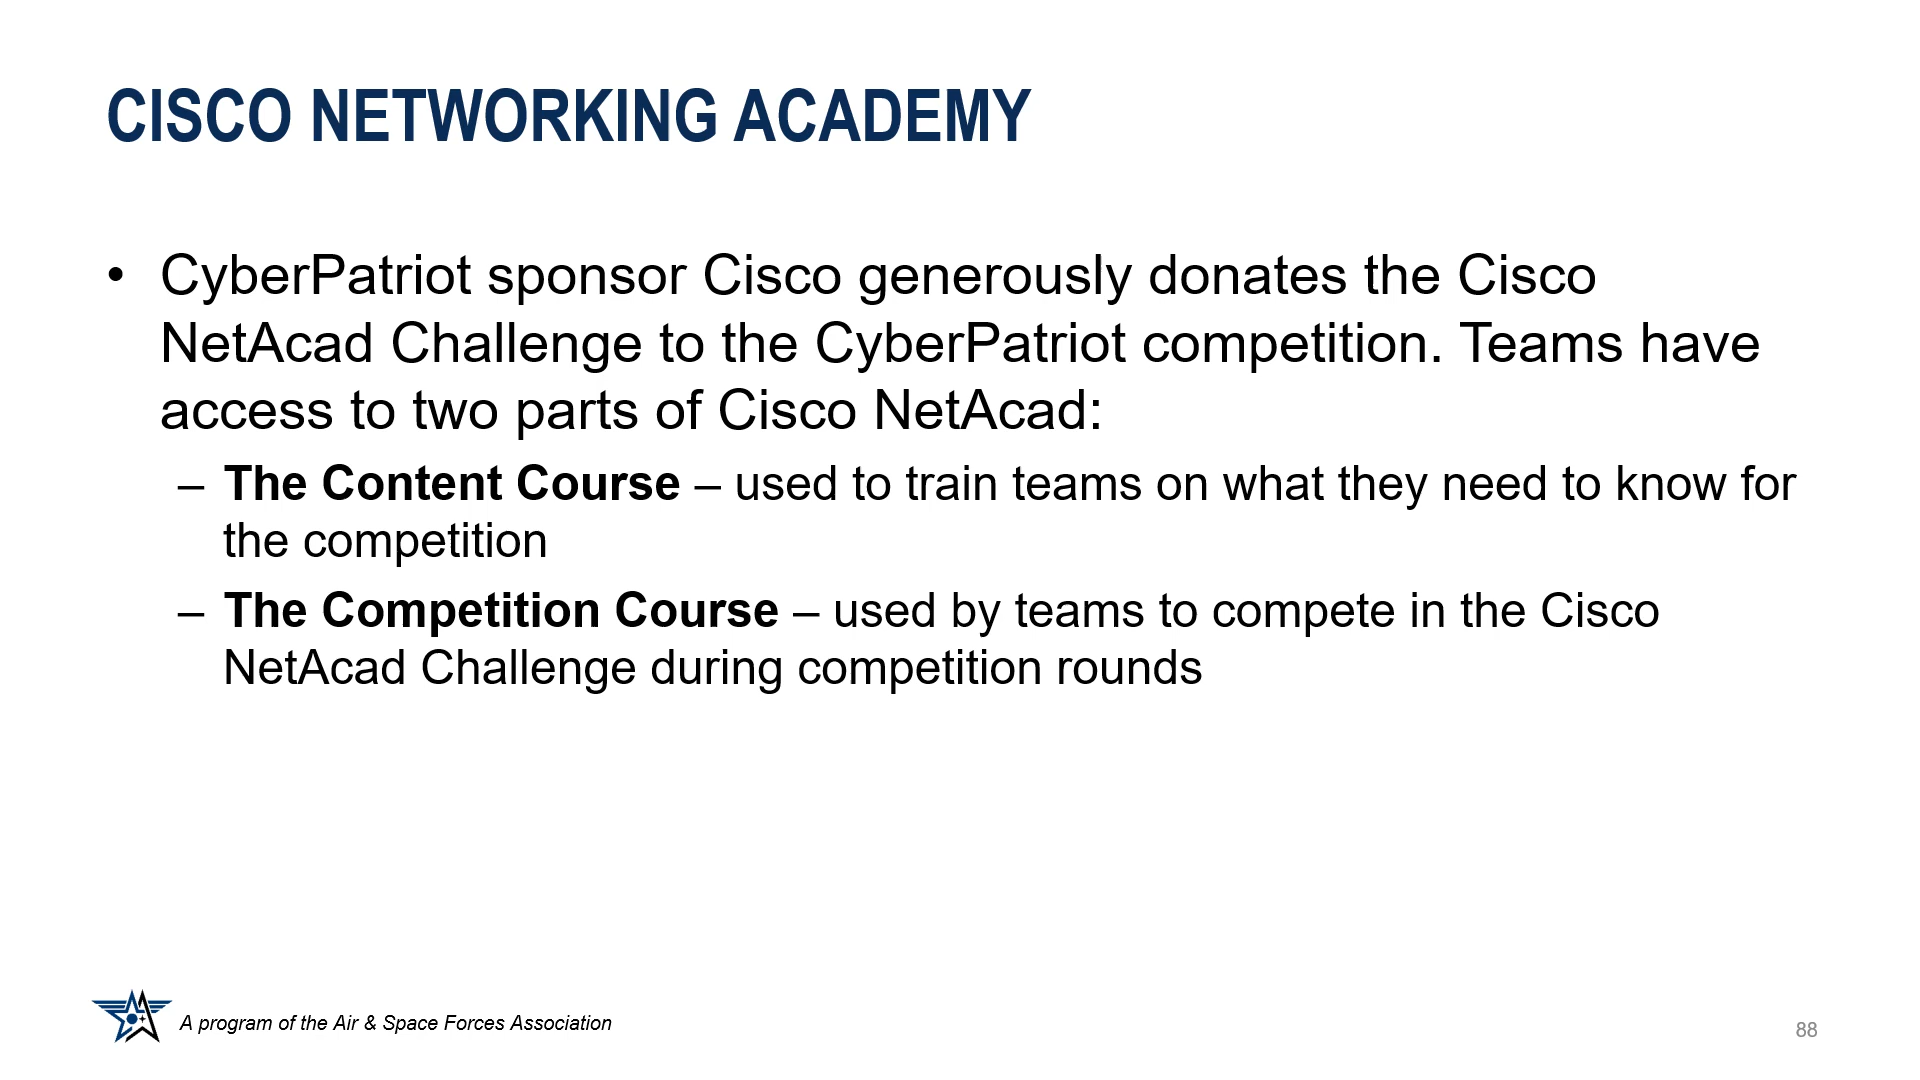 CISCO NETWORKING ACADEMY
• CyberPatriot sponsor Cisco generously donates the Cisco
NetAcad Challenge to the CyberPatriot competition. Teams have
access to two parts of Cisco NetAcad:
– The Content Course – used to train teams on what they need to know for
the competition
– The Competition Course – used by teams to compete in the Cisco
NetAcad Challenge during competition rounds
A program of the Air & Space Forces Association
88